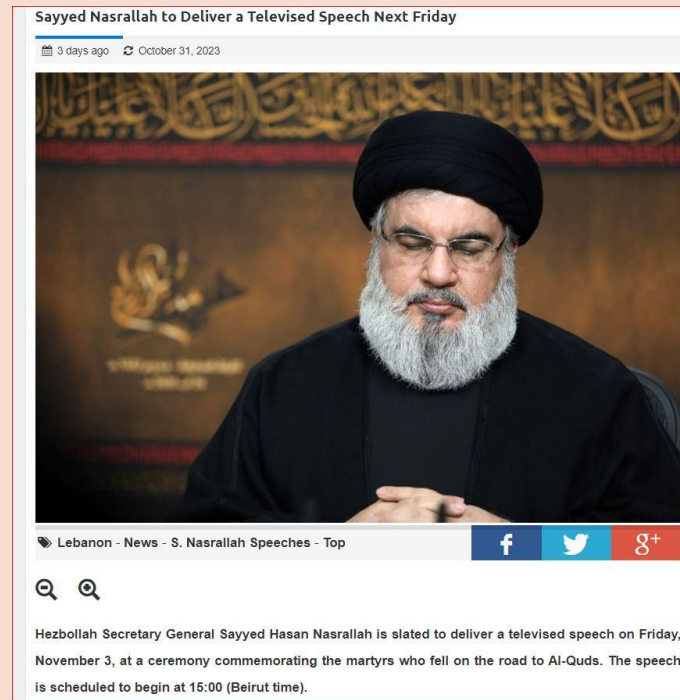 Sayyed Nasrallah to Deliver a Televised Speech Next Friday
3 days ago October 31, 2023
Lebanon - News - S. Nasrallah Speeches - Top
f
g+
Hezbollah Secretary General Sayyed Hasan Nasrallah is slated to deliver a televised speech on Friday,
November 3, at a ceremony commemorating the martyrs who fell on the road to Al-Quds. The speech
is scheduled to begin at 15:00 (Beirut time).